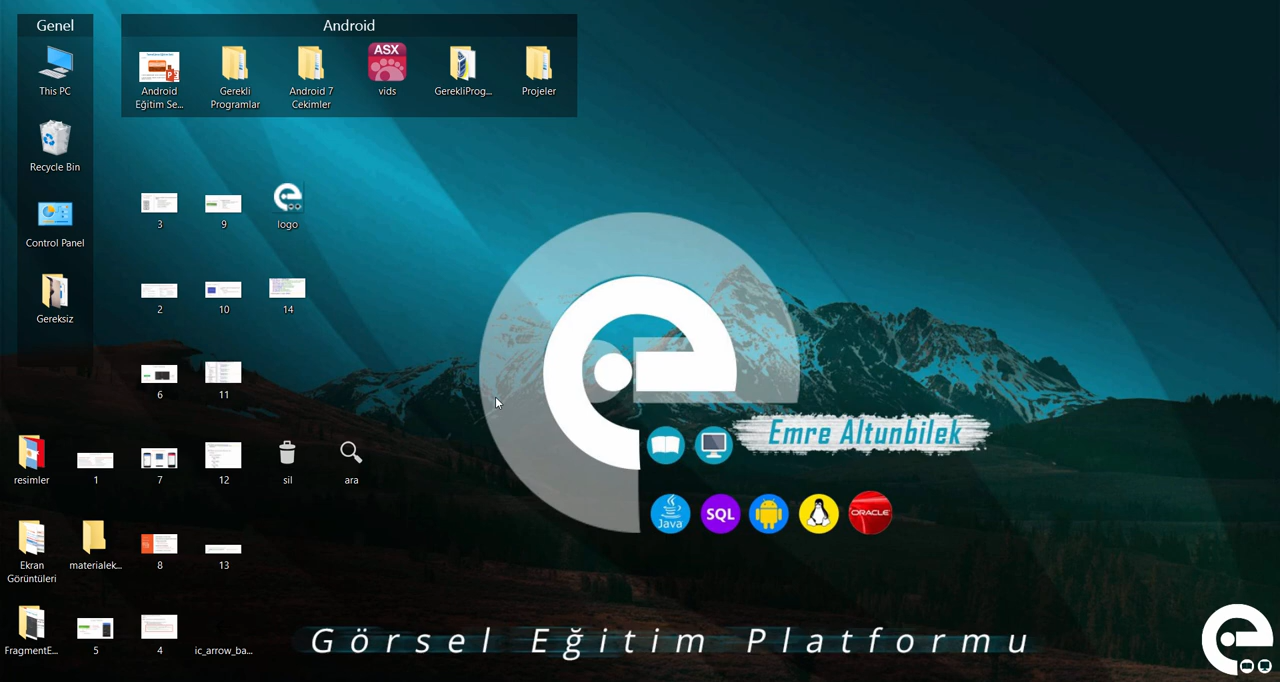 Genel
This PC
Recycle Bin
Control Panel
Gereksiz
Android
Android
Eğitim Se...
Gerekli
Programlar
Android 7
Cekimler
ASX
vids
GerekliProg...
Projeler
3
9
logo
2
10
14
6
11
resimler
1
7
12
sil
ara
Ekran
Görüntüleri
materialek...
8
13
FragmentE...
5
4
ic_arrow_ba...
Emre Altunbilek
Java
SQL
ORACLE
Görsel Eğitim Platformu